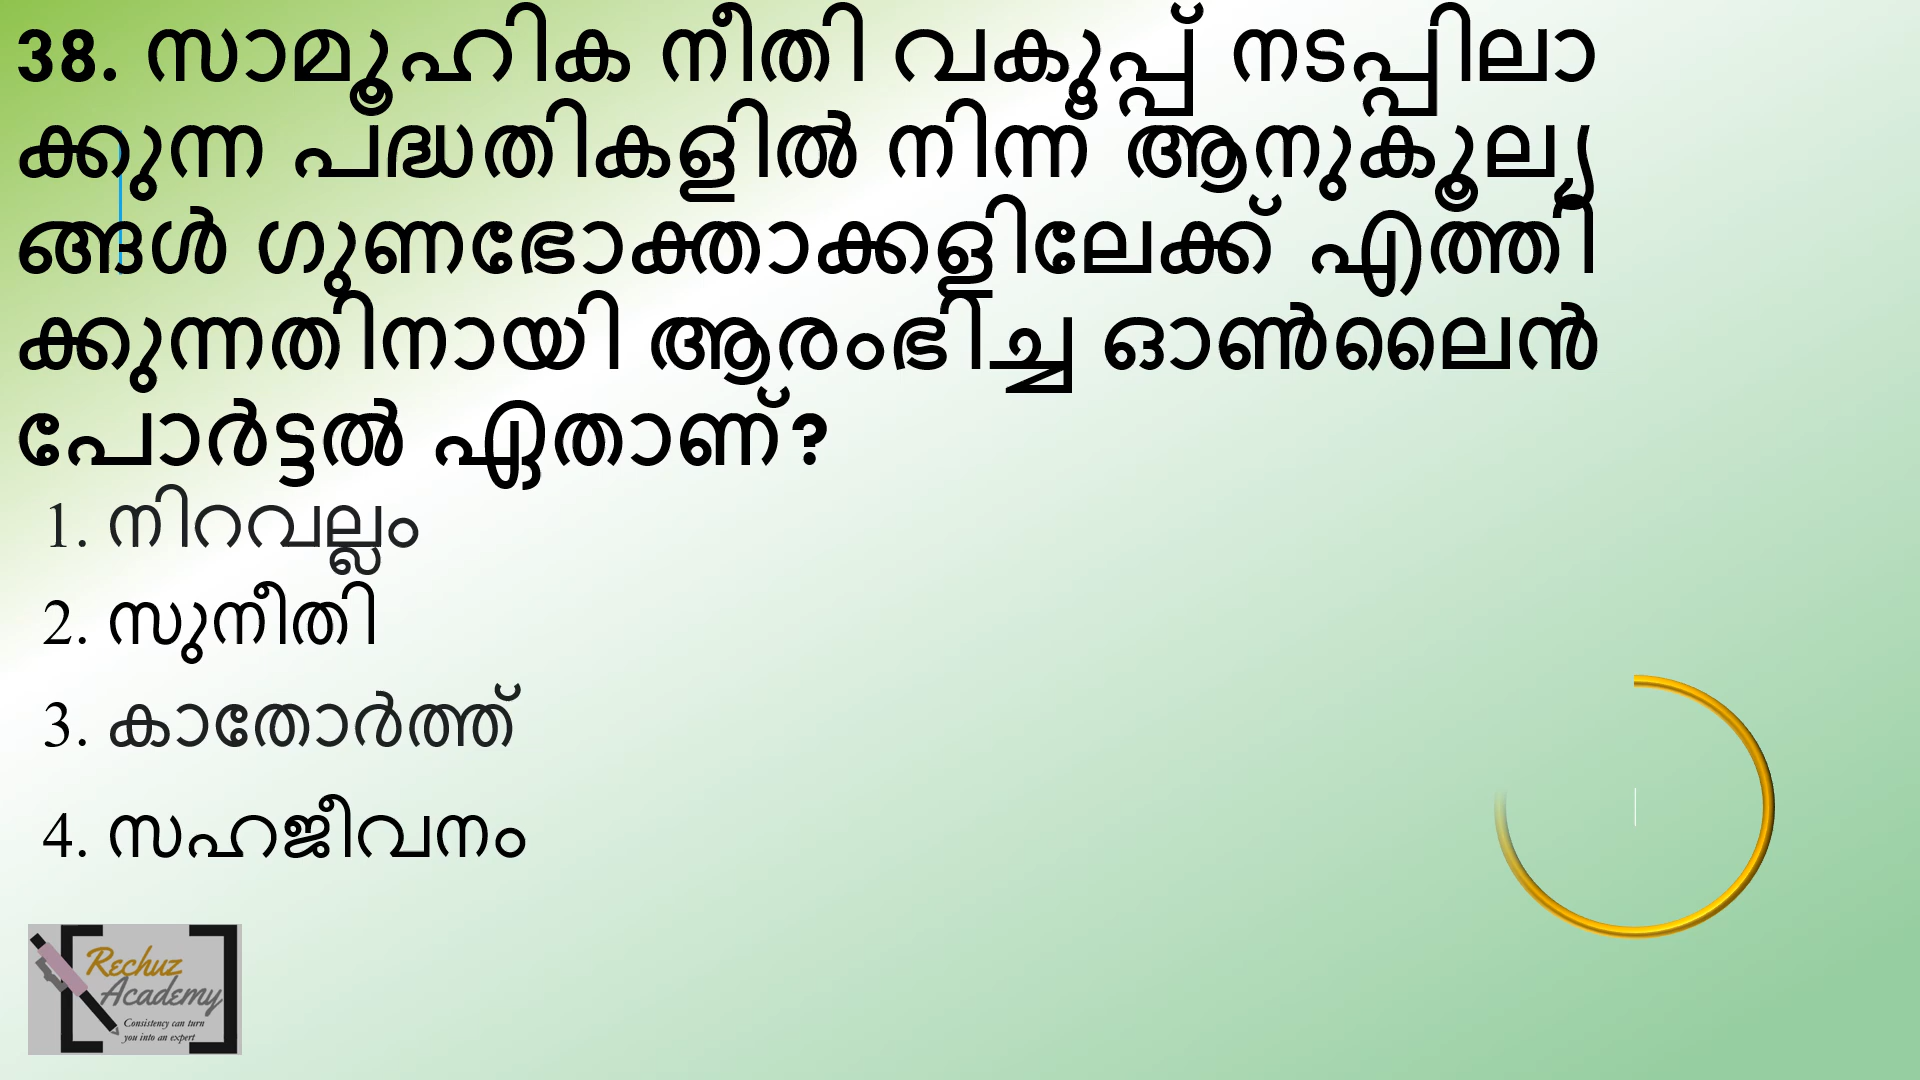 38. സാമൂഹിക നീതി വകുപ്പ് നടപ്പിലാ
ക്കുന്ന പദ്ധതികളിൽ നിന്ന് ആനുകൂല്യ
ങ്ങൾ ഗുണഭോക്താക്കളിലേക്ക് എത്തി
ക്കുന്നതിനായി ആരംഭിച്ച ഓൺലൈൻ
പോർട്ടൽ ഏതാണ്?
1. നിറവല്ലം
2. സുനീതി
3. കാതോർത്ത്
4. സഹജീവനം
Rechuz
Academy
Consistency can turn
you into an expert